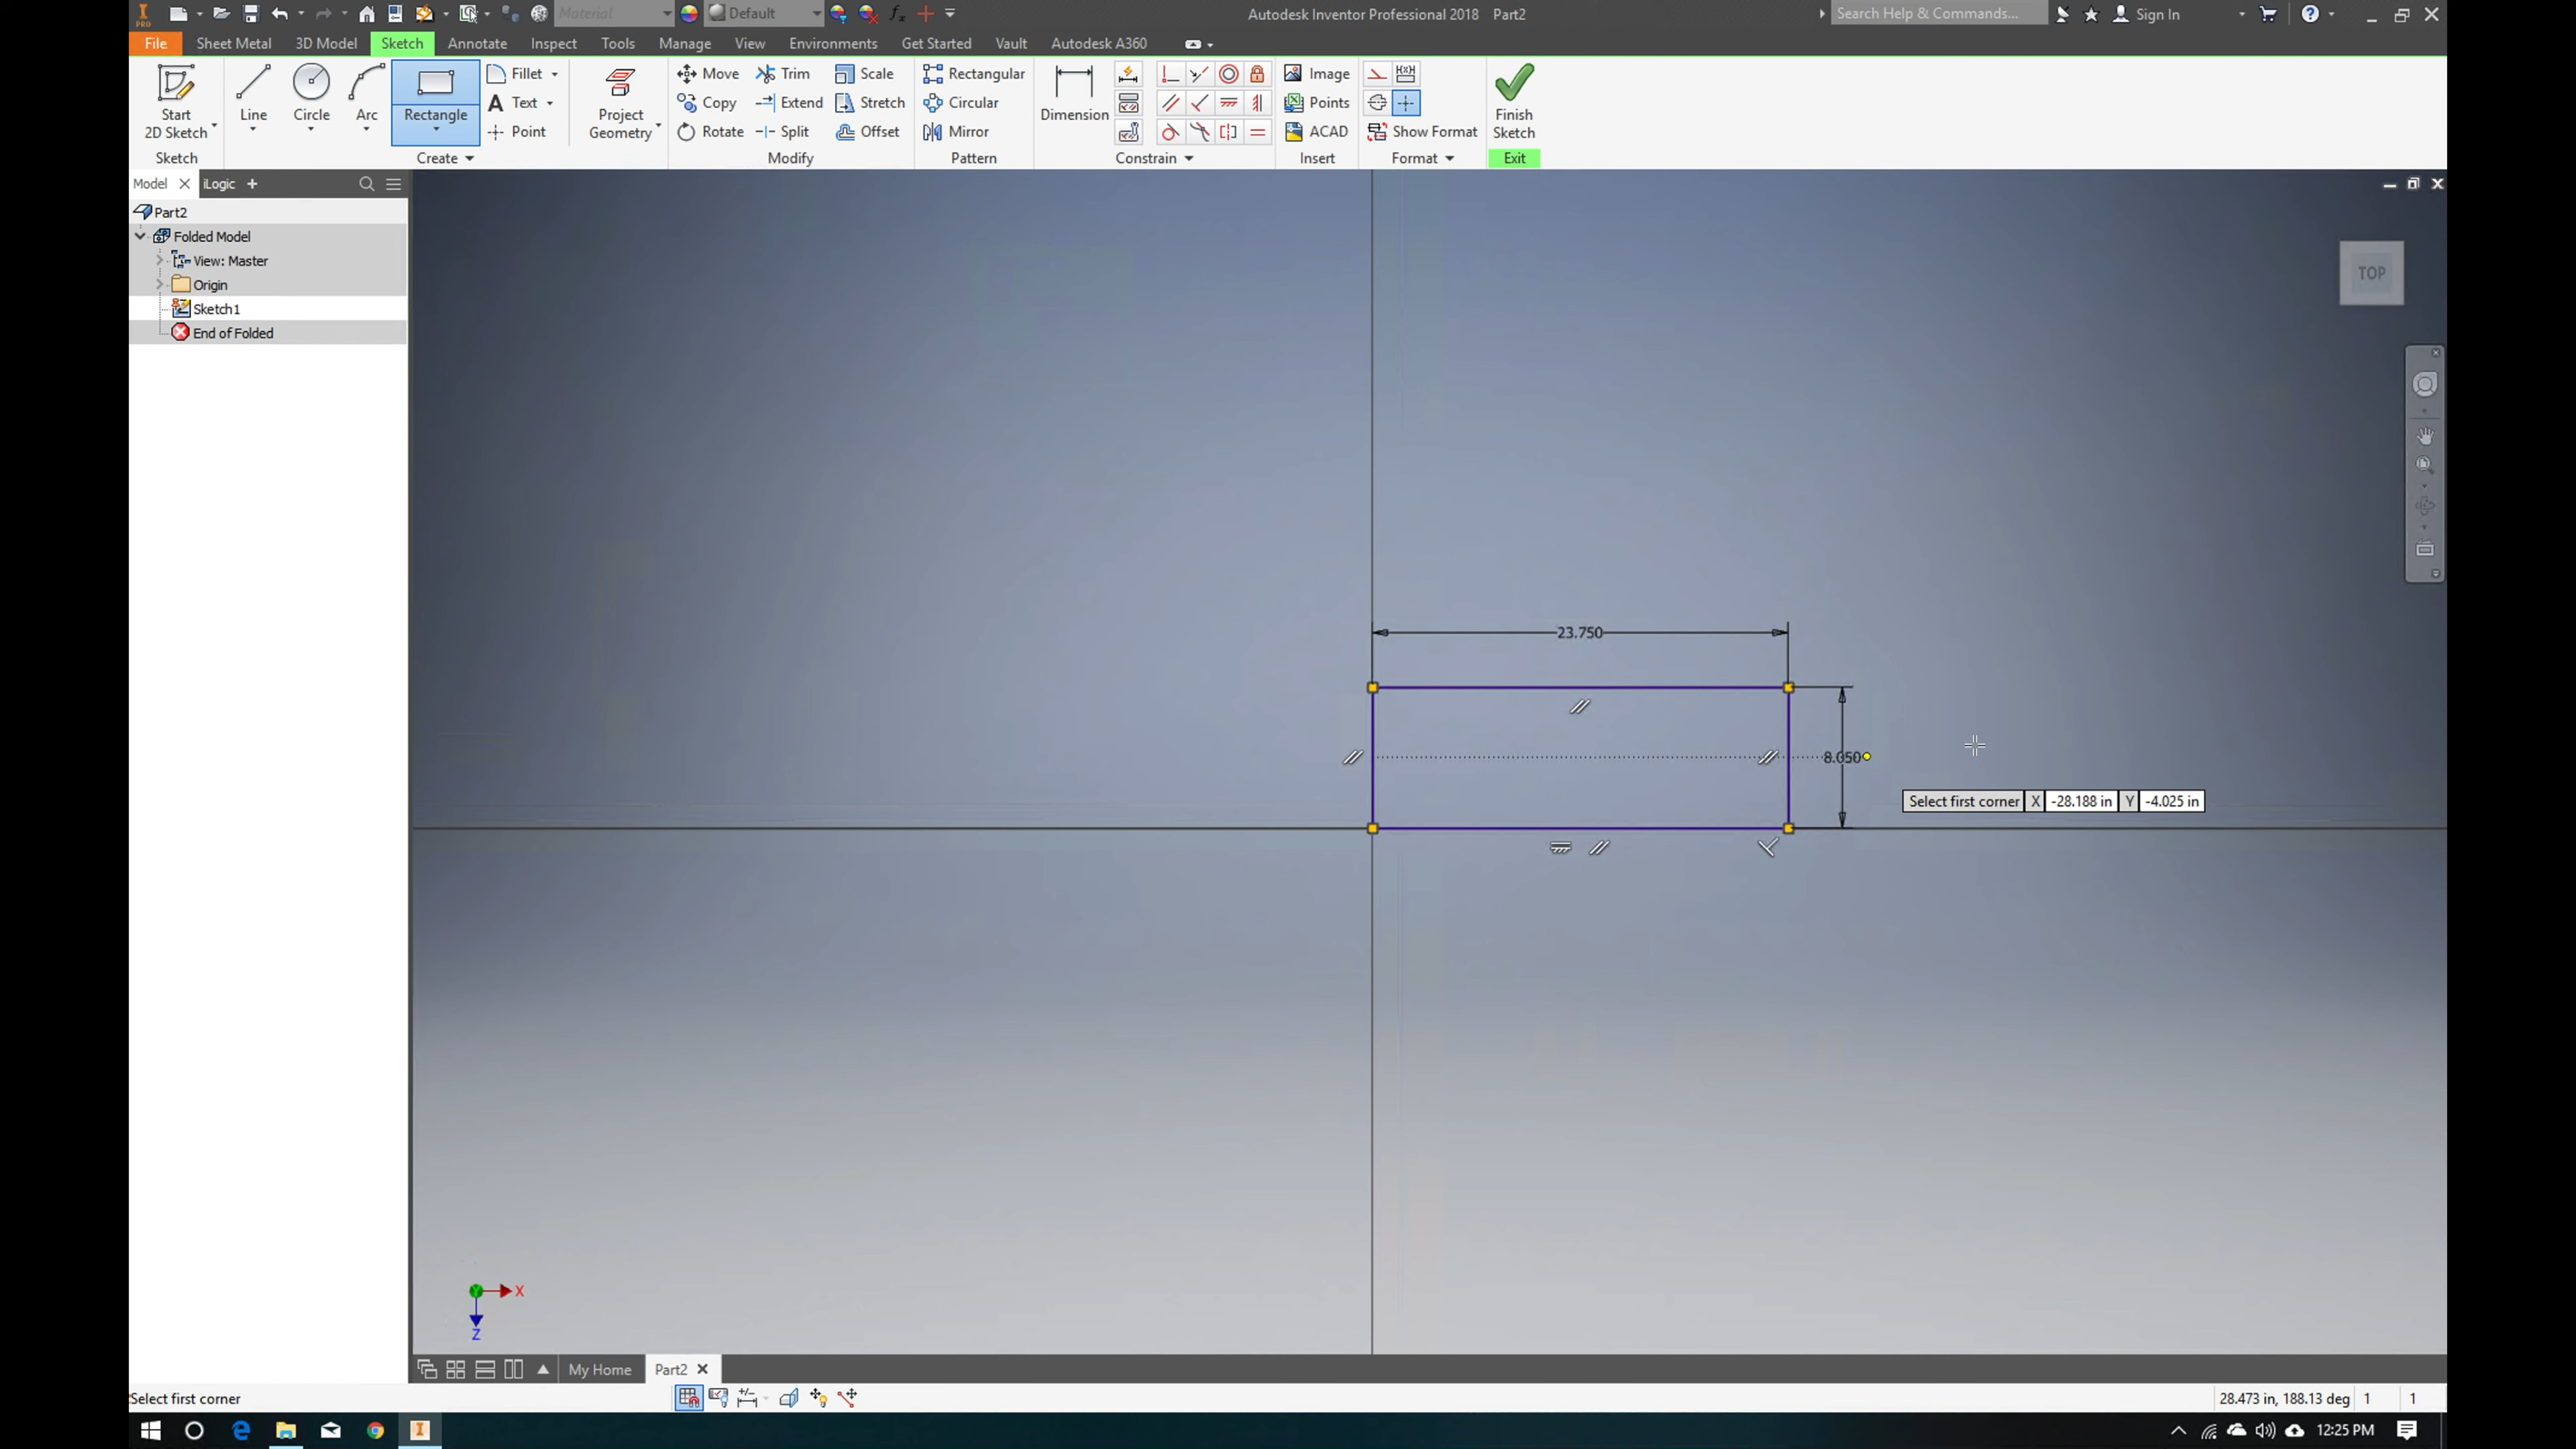 PRO
Material
Default
Autodesk Inventor Professional 2018 Part2
Search Help & Commands...
Sign In
File
Sheet Metal
3D Model
Sketch
Annotate
Inspect
Tools
Manage
View
Environments
Get Started
Vault
Autodesk A360
Start
2D Sketch
Line
Circle
Arc
Rectangle
Fillet
Text
Point
Project
Geometry
Move
Copy
Rotate
Trim
Extend
Split
Scale
Stretch
Offset
Rectangular
Circular
Mirror
Dimension
Image
Points
ACAD
Show Format
Finish
Sketch
Sketch
Create
Modify
Pattern
Constrain
Insert
Format
Exit
Model
iLogic
Part2
Folded Model
View: Master
Origin
Sketch1
End of Folded
TOP
23.750
8.050
Select first corner X -28.188 in Y -4.025 in
X
Z
My Home
Part2
Select first corner
28.473 in, 188.13 deg 1 1
12:25 PM